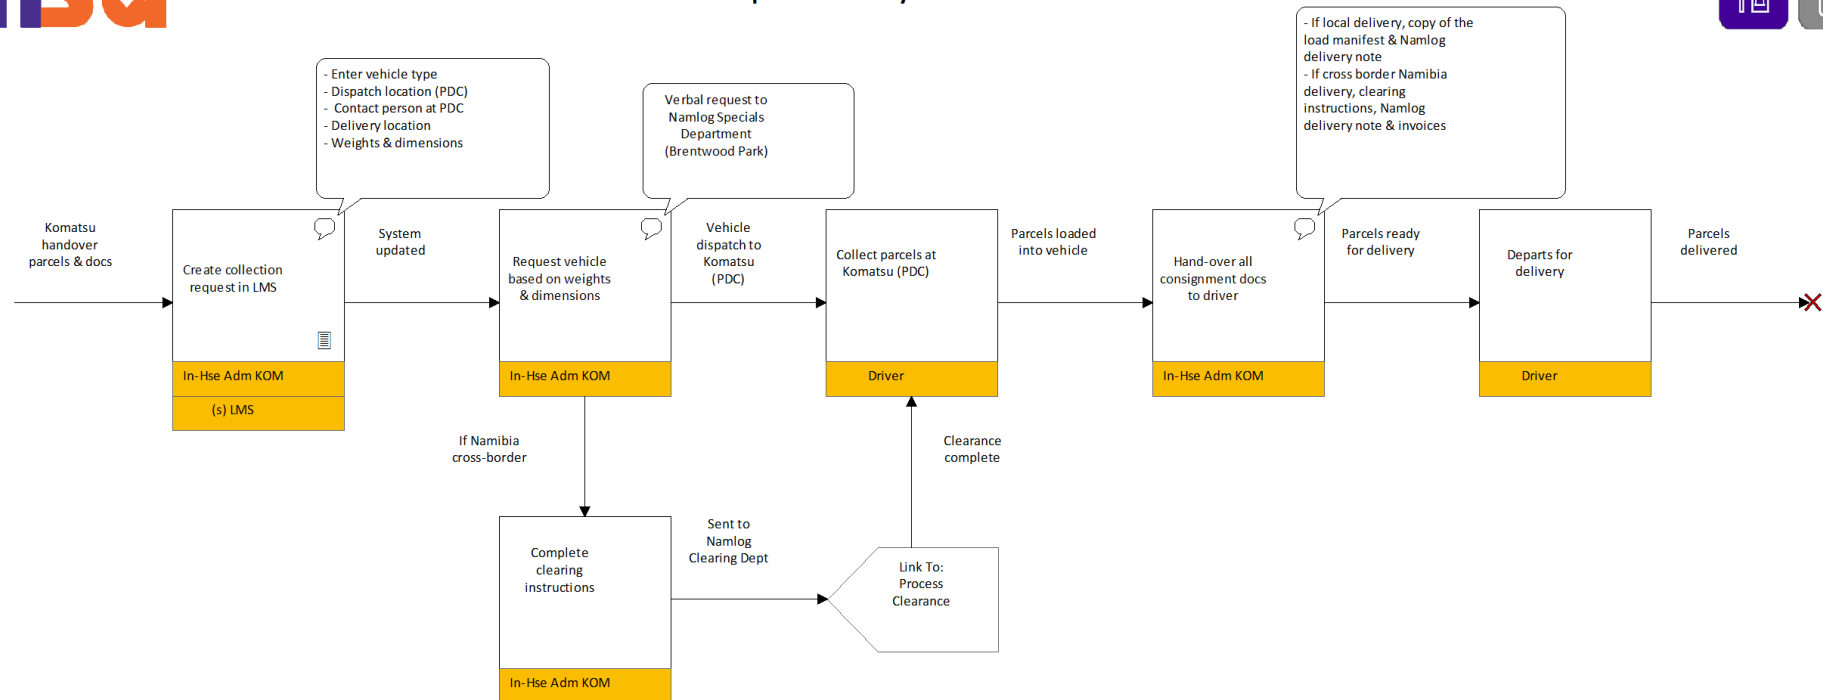 - Enter vehicle type
- Dispatch location (PDC)
- Contact person at PDC
- Delivery location
- Weights & dimensions
Verbal request to
Namlog Specials
Department
(Brentwood Park)
- If local delivery, copy of the
load manifest & Namlog
delivery note
- If cross border Namibia
delivery, clearing
instructions, Namlog
delivery note & invoices
Komatsu
handover
parcels & docs
Create collection
request in LMS
In-Hse Adm KOM
(s) LMS
System
updated
Request vehicle
based on weights
& dimensions
In-Hse Adm KOM
Vehicle
dispatch to
Komatsu
(PDC)
Collect parcels at
Komatsu (PDC)
Driver
Parcels loaded
into vehicle
Hand-over all
consignment docs
to driver
In-Hse Adm KOM
Parcels ready
for delivery
Departs for
delivery
Driver
Parcels
delivered
If Namibia
cross-border
Clearance
complete
Complete
clearing
instructions
In-Hse Adm KOM
Sent to
Namlog
Clearing Dept
Link To:
Process
Clearance